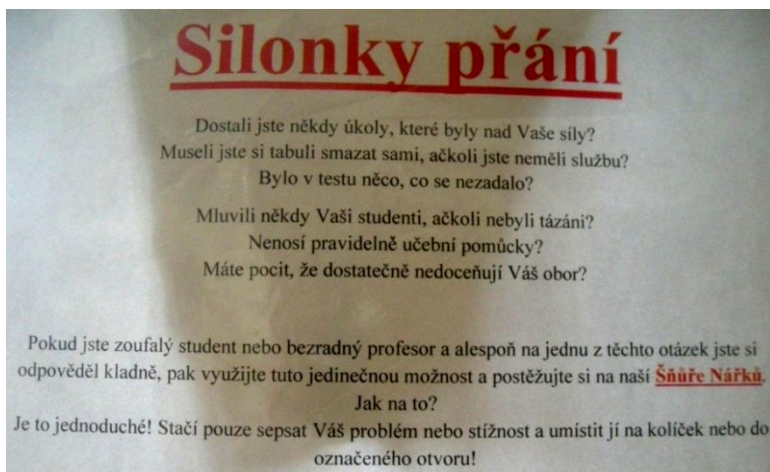 Silonky přání
Dostali jste někdy úkoly, které byly nad Vaše síly?
Museli jste si tabuli smazat sami, ačkoli jste neměli službu?
Bylo v testu něco, co se nezadalo?
Mluvili někdy Vaši studenti, ačkoli nebyli tázáni?
Nenosí pravidelně učební pomůcky?
Máte pocit, že dostatečně nedoceňují Váš obor?
Pokud jste zoufalý student nebo bezradný profesor a alespoň na jednu z těchto otázek jste si
odpověděl kladně, pak využijte tuto jedinečnou možnost a postěžujte si na naší Šňůře Nářků.
Jak na to?
Je to jednoduché! Stačí pouze sepsat Váš problém nebo stížnost a umístit jí na kolíček nebo do
označeného otvoru!